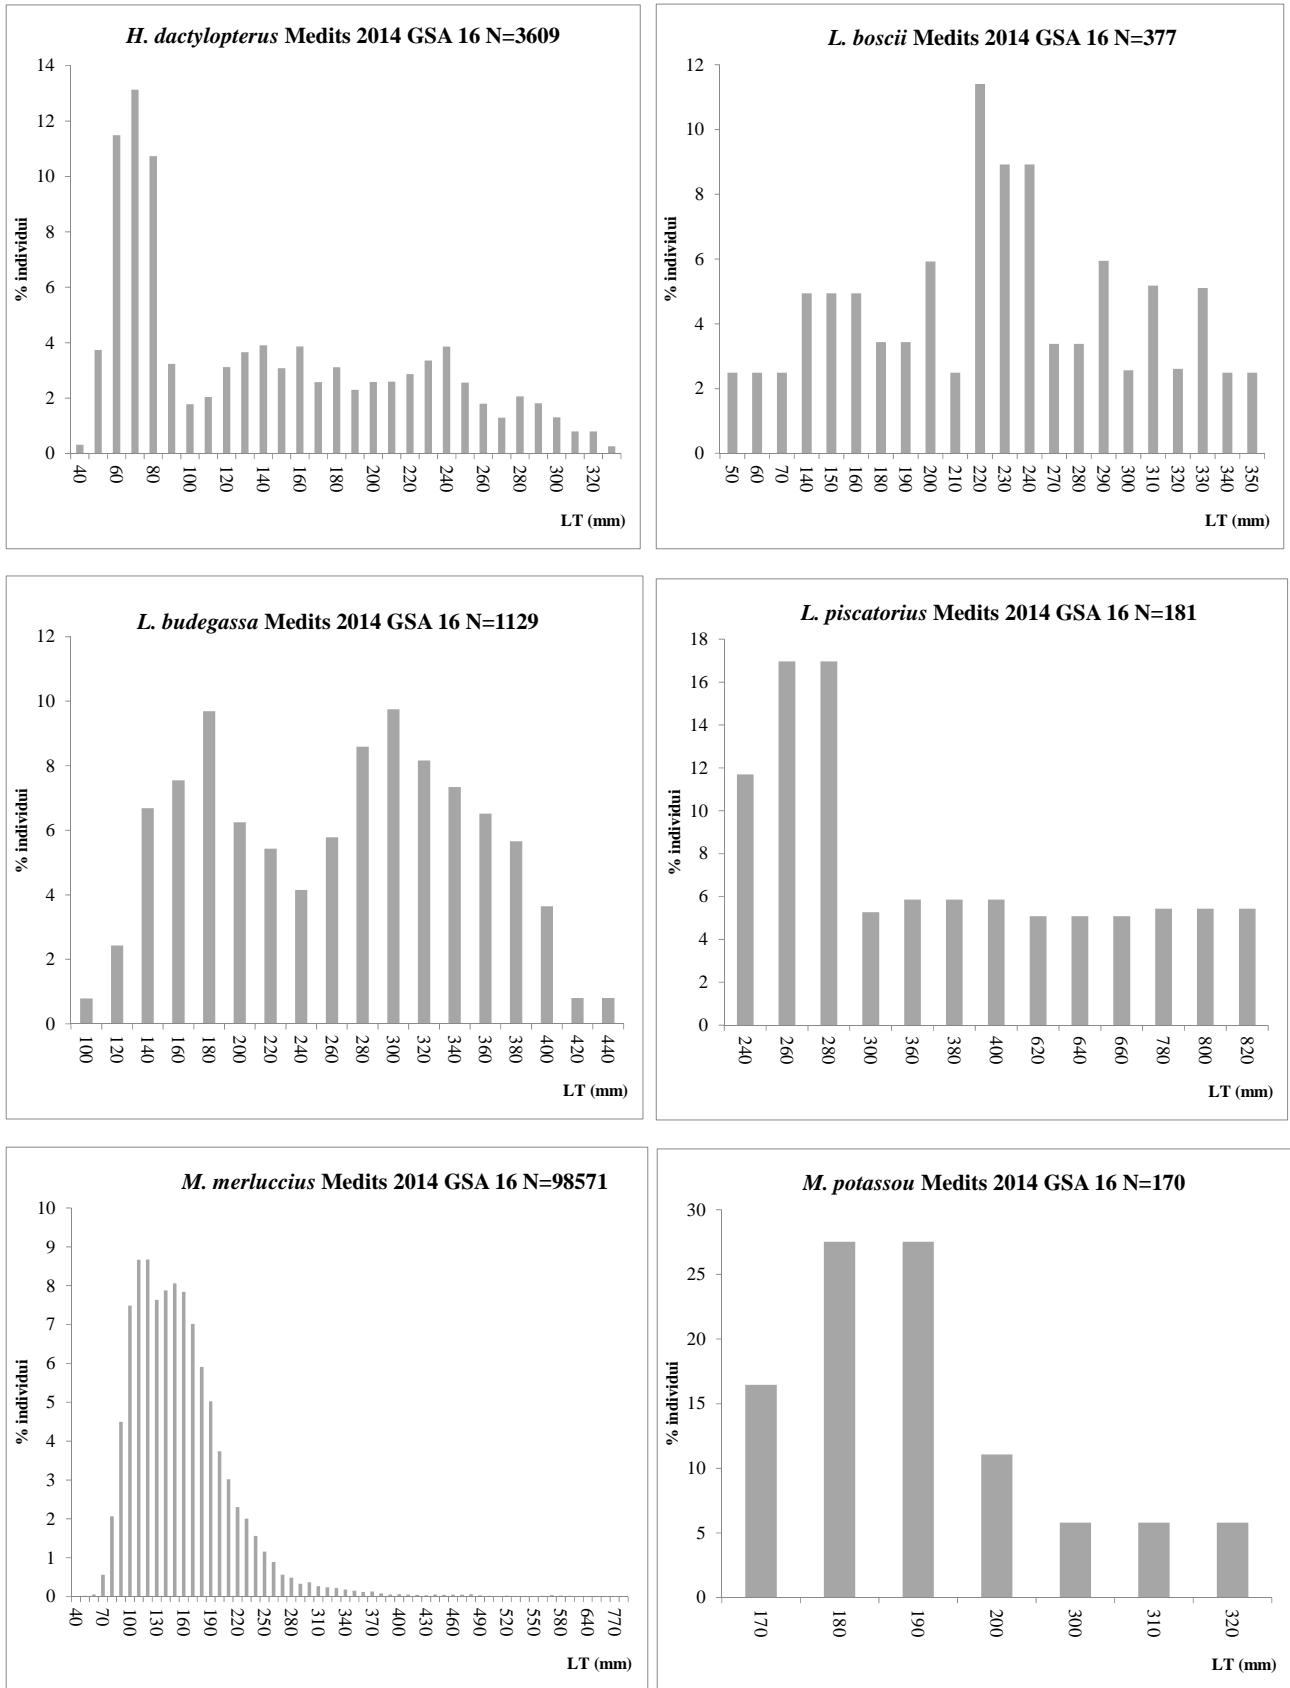 H. dactylopterus Medits 2014 GSA 16 N=3609
14
12
10
8
6
4
2
0
% individui
40 60 80 100 120 140 160 180 200 220 240 260 280 300 320
LT (mm)
L. boscii Medits 2014 GSA 16 N=377
12
10
8
6
4
2
0
% individui
50 60 70 140 150 160 180 190 200 210 220 230 240 270 280 290 300 310 320 330 340 350
LT (mm)
L. budegassa Medits 2014 GSA 16 N=1129
12
10
8
6
4
2
0
% individui
100 120 140 160 180 200 220 240 260 280 300 320 340 360 380 400 420 440
LT (mm)
L. piscatorius Medits 2014 GSA 16 N=181
18
16
14
12
10
8
6
4
2
0
% individui
240 260 280 300 360 380 400 620 640 660 780 800 820
LT (mm)
M. merluccius Medits 2014 GSA 16 N=98571
10
9
8
7
6
5
4
3
2
1
0
% individui
40 70 100 130 160 190 220 250 280 310 340 370 400 430 460 490 520 550 580 640 770
LT (mm)
M. potassou Medits 2014 GSA 16 N=170
30
25
20
15
10
5
0
% individui
170 180 190 200 300 310 320
LT (mm)